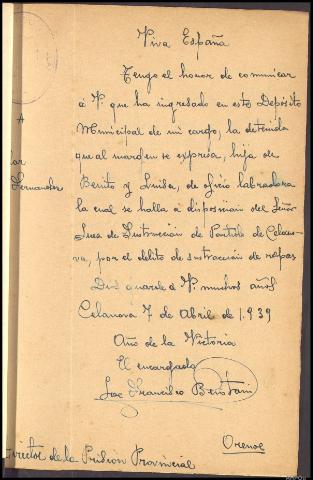 Viva España
Tengo el honor de comunicar
á V. que ha ingresado en este Depósito
Municipal de mi cargo, la detenida
que al margen se expresa, hija de
Benito y Luisa, de oficio labradora
la cual se halla á disposición del Señor
Juez de Instrucción de Partido de Celano-
va, por el delito de sustracción de ropas
Dios guarde á V. muchos años
Celanova 7 de Abril de 1.939
Año de la Victoria
El encargado
Francisco
Orense
Director de la Prision Provincial
A
Fernandez